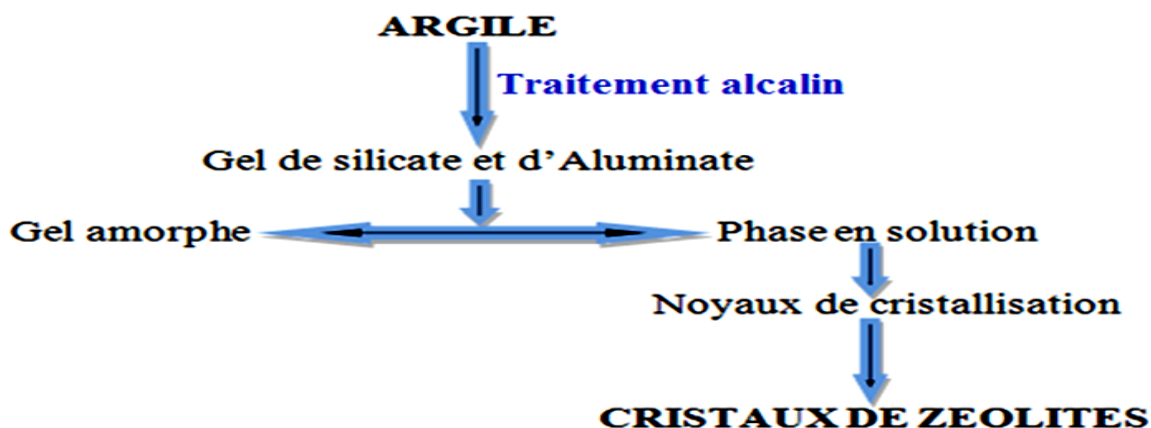 ARGILE
Traitement alcalin
Gel de silicate et d’Aluminate
Gel amorphe
Phase en solution
Noyaux de cristallisation
CRISTAUX DE ZEOLITES